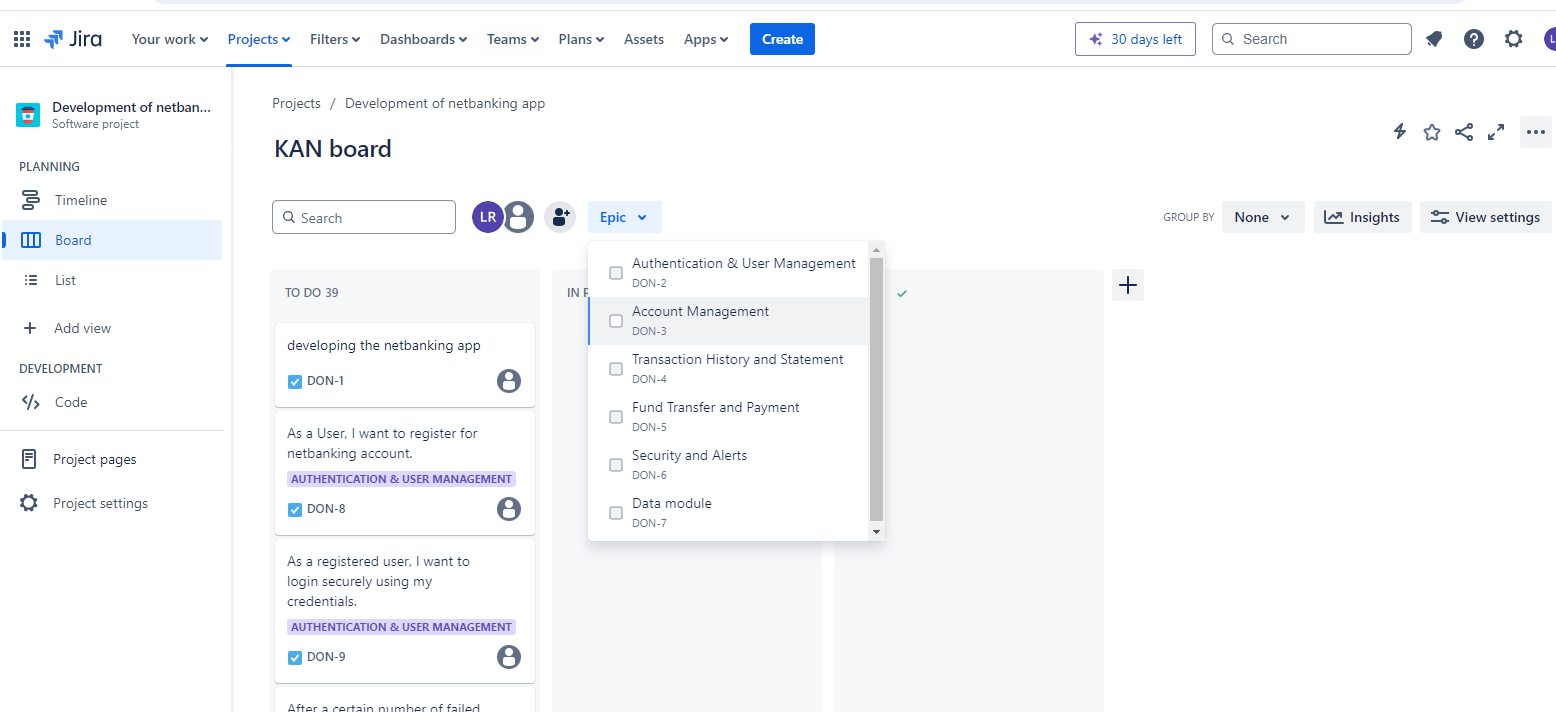 Jira
Your work
Projects
Filters
Dashboards
Teams
Plans
Assets
Apps
Create
30 days left
Search
L
Development of netban...
Software project
PLANNING
Timeline
Board
List
Add view
DEVELOPMENT
Code
Project pages
Project settings
Projects / Development of netbanking app
KAN board
Search
LR
Epic
GROUP BY
None
Insights
View settings
Authentication & User Management
DON-2
Account Management
DON-3
Transaction History and Statement
DON-4
Fund Transfer and Payment
DON-5
Security and Alerts
DON-6
Data module
DON-7
TO DO 39
developing the netbanking app
DON-1
As a User, I want to register for
netbanking account.
AUTHENTICATION & USER MANAGEMENT
DON-8
As a registered user, I want to
login securely using my
credentials.
AUTHENTICATION & USER MANAGEMENT
DON-9
After a certain number of failed
IN